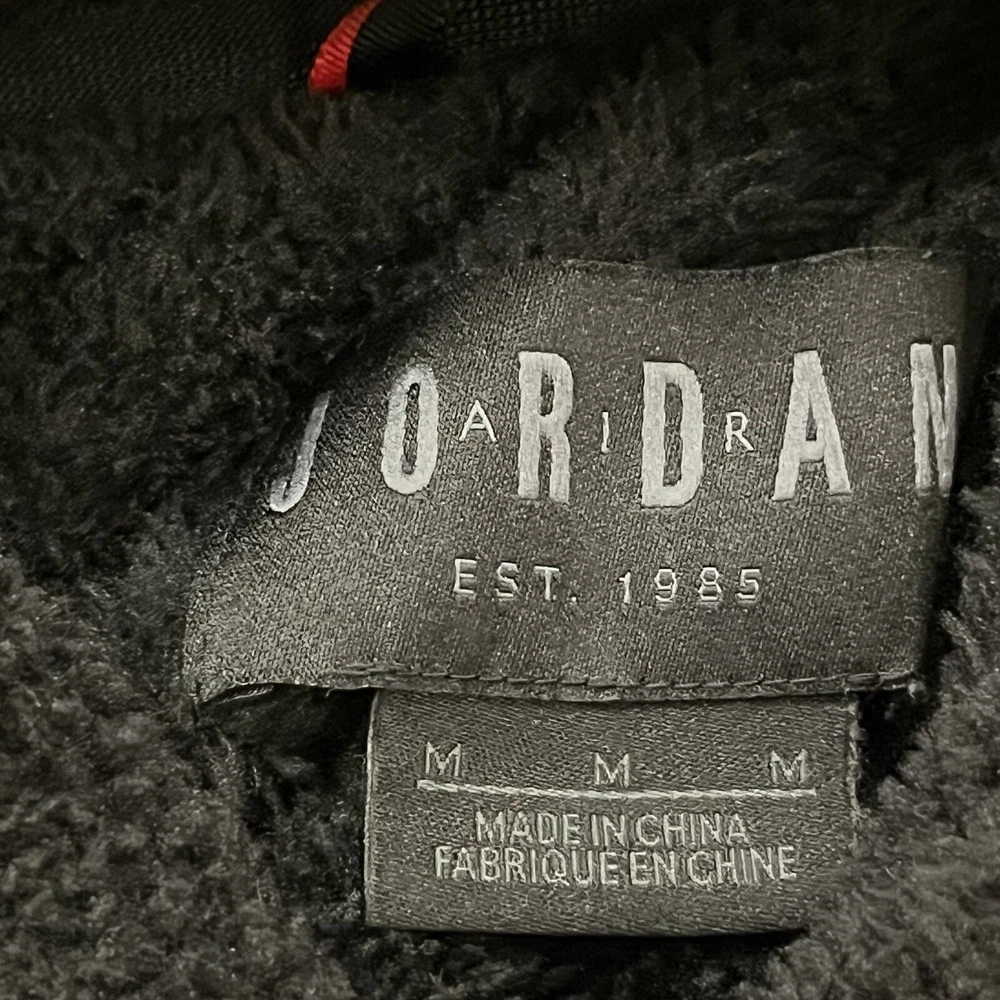 JORDAN
AIR
EST. 1985
M M M
MADE IN CHINA
FABRIQUE EN CHINE